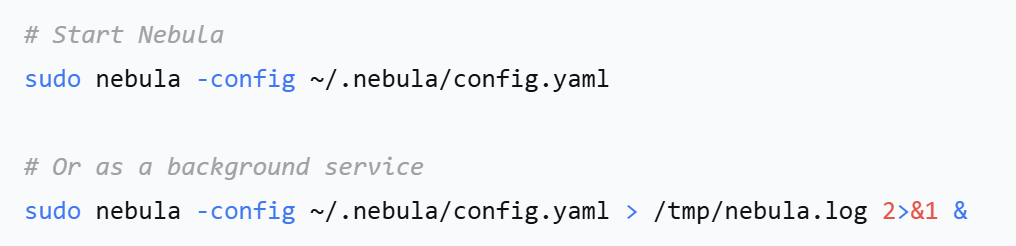 # Start Nebula
sudo nebula -config ~/.nebula/config.yaml
# Or as a background service
sudo nebula -config ~/.nebula/config.yaml > /tmp/nebula.log 2>&1 &